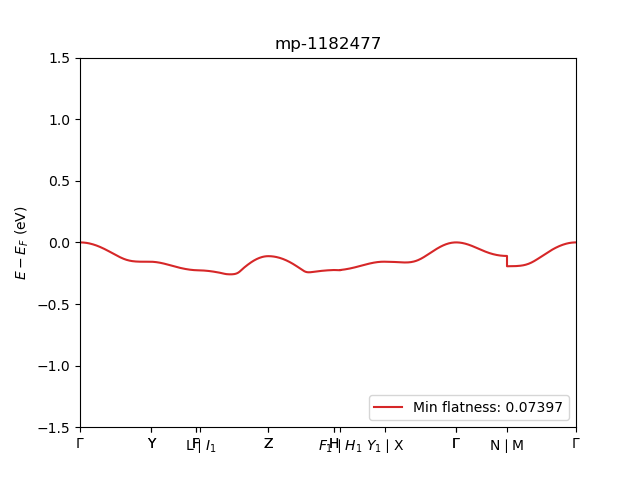 mp-1182477
E − E_F (eV)
1.5
1.0
0.5
0.0
−0.5
−1.0
−1.5
Min flatness: 0.07397
Γ Y F L | I₁ Z H F₁ | H₁ Y₁ | X Γ N | M Γ